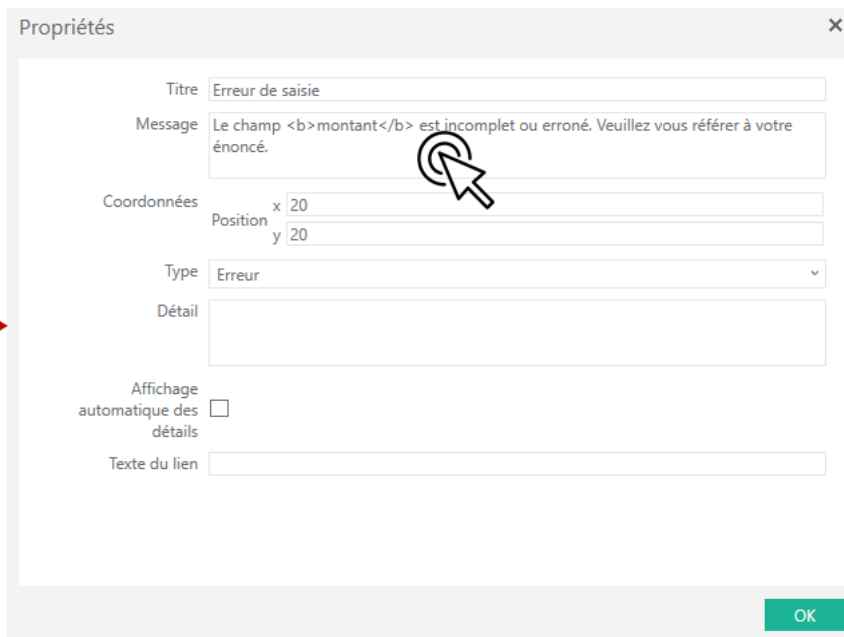 Propriétés
Titre Erreur de saisie
Message Le champ <b>montant</b> est incomplet ou erroné. Veuillez vous référer à votre
énoncé.
Coordonnées
Position
x 20
y 20
Type Erreur
Détail
Affichage
automatique des
détails
Texte du lien
OK